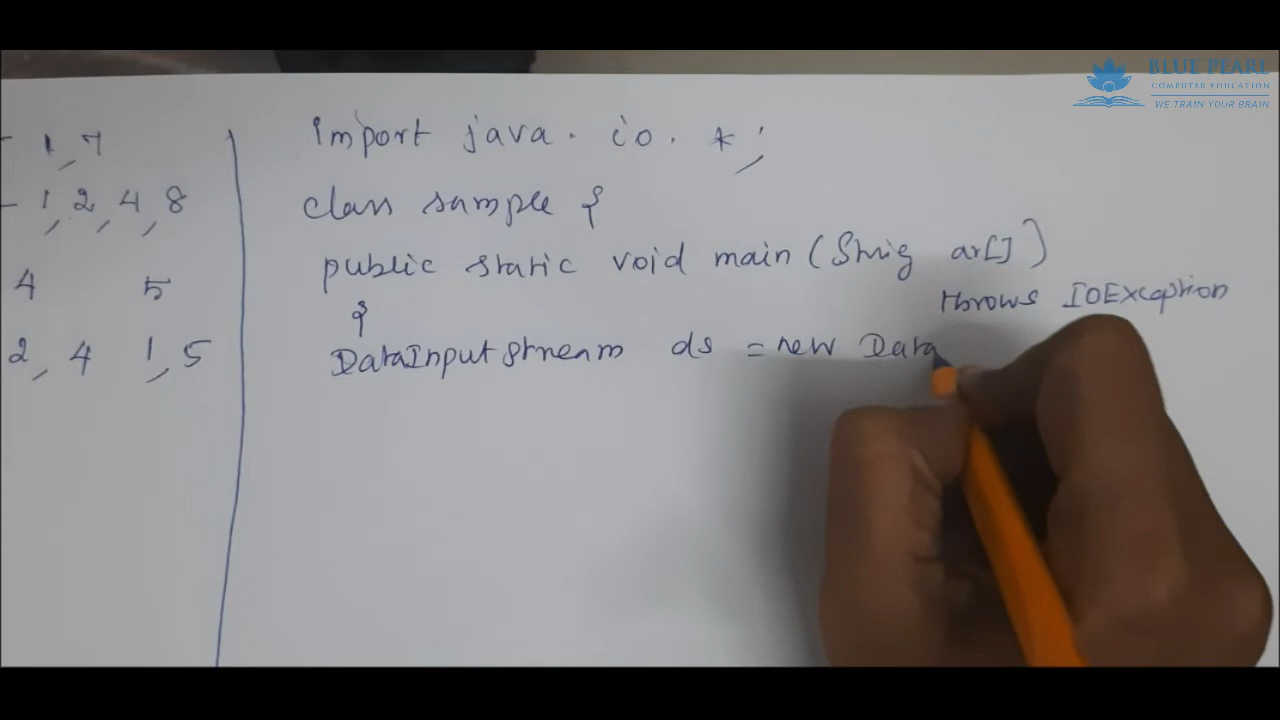 BLUE PEARL
COMPUTER EDUCATION
WE TRAIN YOUR BRAIN
1, 7
1, 2, 4, 8
4 5
2, 4 1, 5
import java.io.*;
class sample {
public static void main (Strig ar[])
throws IOException
{
DataInputStream ds = new Data